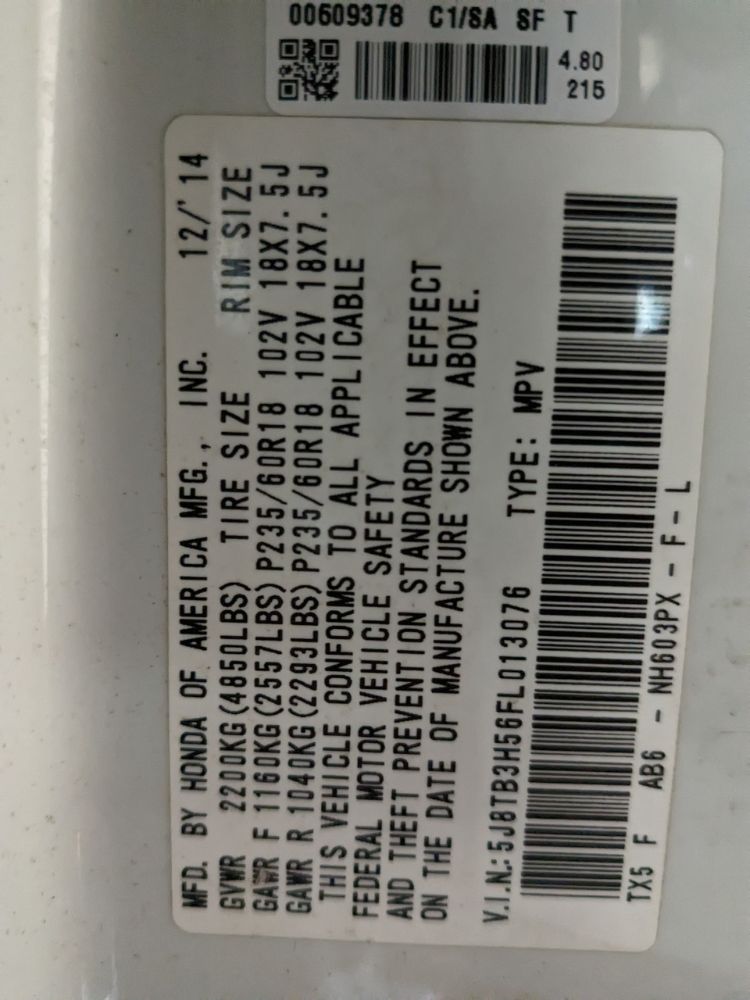 00609378 C1/SA SF T
4.80
215
MFD. BY HONDA OF AMERICA MFG., INC. 12/'14
GVWR 2200KG(4850LBS) TIRE SIZE RIM SIZE
GAWR F 1160KG(2557LBS) P235/60R18 102V 18X7.5J
GAWR R 1040KG(2293LBS) P235/60R18 102V 18X7.5J
THIS VEHICLE CONFORMS TO ALL APPLICABLE
FEDERAL MOTOR VEHICLE SAFETY
AND THEFT PREVENTION STANDARDS IN EFFECT
ON THE DATE OF MANUFACTURE SHOWN ABOVE.
V.I.N.: 5J8TB3H56FL013076 TYPE: MPV
TX5 F AB6 - NH603PX - F - L